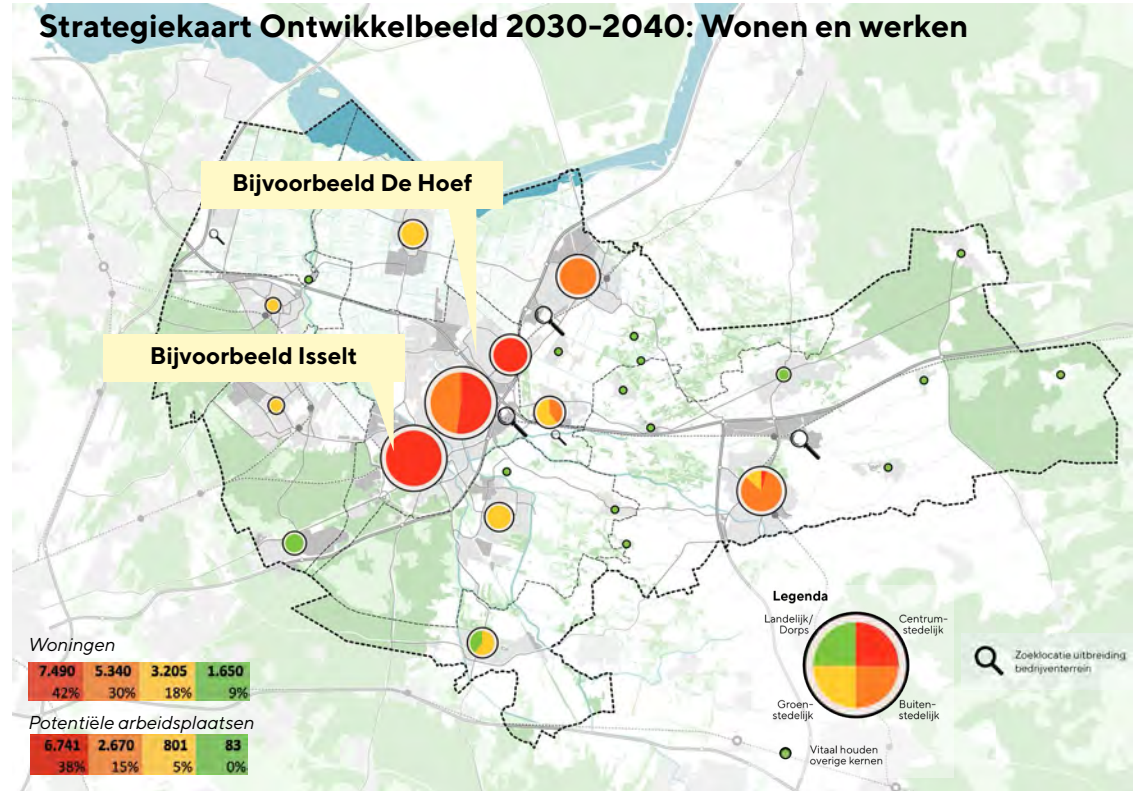 Strategiekaart Ontwikkelbeeld 2030-2040: Wonen en werken
Bijvoorbeeld De Hoef
Bijvoorbeeld Isselt
Woningen
7.490 5.340 3.205 1.650
42% 30% 18% 9%
Potentiële arbeidsplaatsen
6.741 2.670 801 83
38% 15% 5% 0%
Legenda
Landelijk/
Dorps
Centrum-
stedelijk
Groen-
stedelijk
Buiten-
stedelijk
Vitaal houden
overige kernen
Zoeklocatie uitbreiding
bedrijventerrein